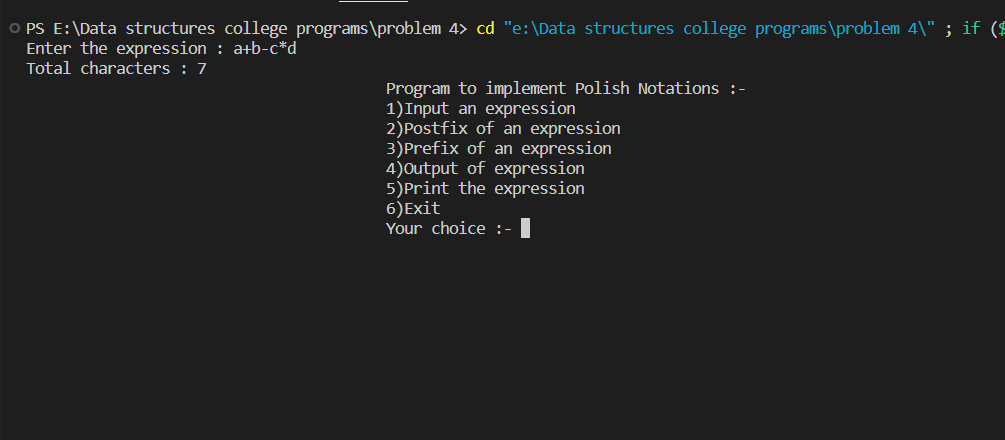 PS E:\Data structures college programs\problem 4> cd "e:\Data structures college programs\problem 4\" ; if ($
Enter the expression : a+b-c*d
Total characters : 7
Program to implement Polish Notations :-
1)Input an expression
2)Postfix of an expression
3)Prefix of an expression
4)Output of expression
5)Print the expression
6)Exit
Your choice :-